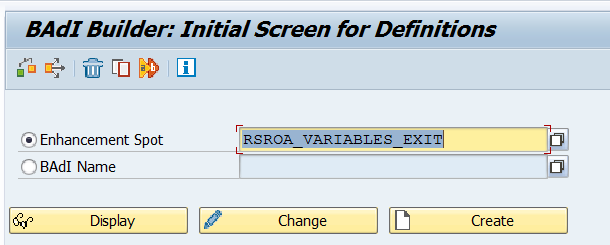 BAdI Builder: Initial Screen for Definitions
Enhancement Spot RSROA_VARIABLES_EXIT
BAdI Name
Display Change Create